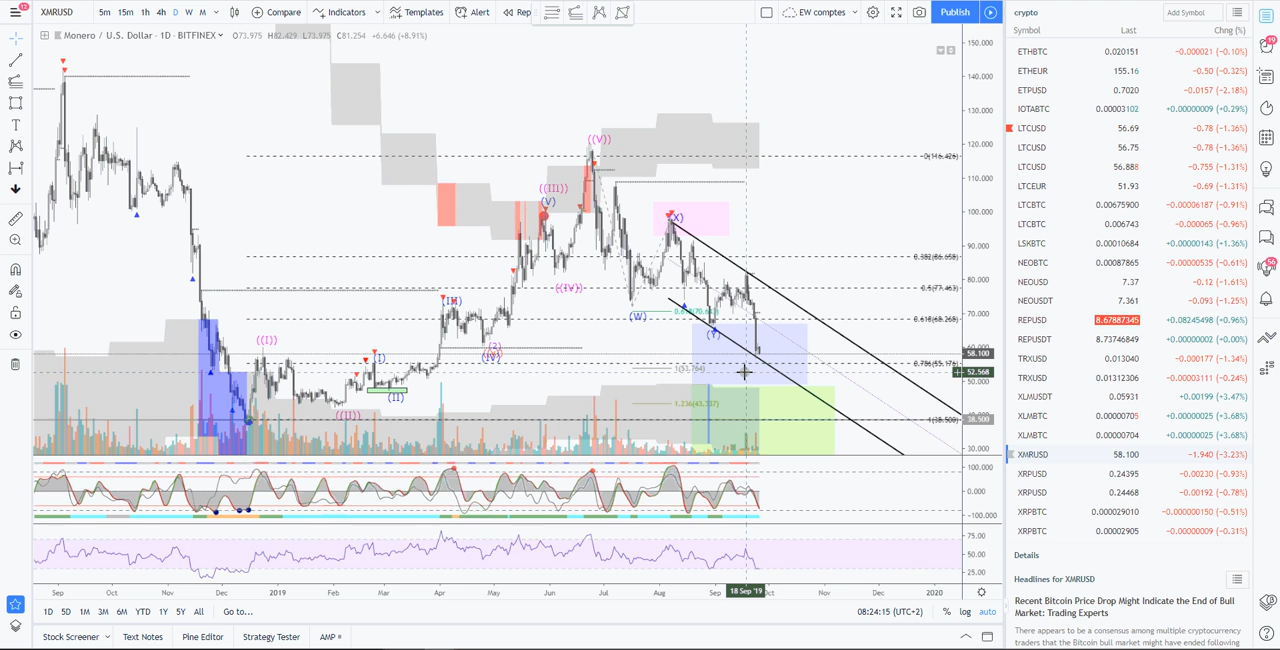 12
XMRUSD
5m 15m 1h 4h D W M
Compare
Indicators
Templates
Alert
Rep
EW comptes
Publish
Monero / U.S. Dollar · 1D · BITFINEX
O73.975 H82.429 L73.975 C81.254 +6.646 (+8.91%)
150.000
140.000
120.000
110.000
100.000
90.000
80.000
70.000
60.000
58.100
52.568
50.000
38.500
30.000
0(116.426)
0.382(86.658)
0.5(77.463)
0.618(68.268)
0.786(55.176)
1(38.500)
1(53.764)
1.236(43.337)
((V))
((III))
(V)
((IV))
((I))
(I)
(II)
((II))
(W)
(X)
(Y)
100.000
0.000
-100.000
75.00
50.00
25.00
Sep Oct Nov Dec 2019 Feb Mar Apr May Jun Jul Aug Sep 18 Sep '19 Oct Nov Dec 2020
1D 5D 1M 3M 6M YTD 1Y 5Y All Go to...
08:24:15 (UTC+2) % log auto
Stock Screener Text Notes Pine Editor Strategy Tester AMP
crypto
Add Symbol
Symbol Last Chng (%)
ETHBTC 0.020151 −0.000021 (−0.10%)
ETHEUR 155.16 −0.50 (−0.32%)
ETPUSD 0.7020 −0.0157 (−2.18%)
IOTABTC 0.00003102 +0.00000009 (+0.29%)
LTCUSD 56.69 −0.78 (−1.36%)
LTCUSD 56.75 −0.78 (−1.36%)
LTCUSD 56.888 −0.755 (−1.31%)
LTCEUR 51.93 −0.69 (−1.31%)
LTCBTC 0.00675900 −0.00006187 (−0.91%)
LTCBTC 0.006743 −0.000065 (−0.96%)
LSKBTC 0.00010684 +0.00000143 (+1.36%)
NEOBTC 0.00087865 −0.00000535 (−0.61%)
NEOUSD 7.37 −0.12 (−1.61%)
NEOUSDT 7.361 −0.093 (−1.25%)
REPUSD 8.67887345 +0.08245498 (+0.96%)
REPUSDT 8.73746849 +0.00000002 (+0.00%)
TRXUSD 0.013040 −0.000177 (−1.34%)
TRXUSD 0.01312306 −0.00003111 (−0.24%)
XLMUSDT 0.05931 +0.00199 (+3.47%)
XLMBTC 0.00000705 +0.00000025 (+3.68%)
XLMBTC 0.00000704 +0.00000025 (+3.68%)
XMRUSD 58.100 −1.940 (−3.23%)
XRPUSD 0.24395 −0.00230 (−0.93%)
XRPUSD 0.24468 −0.00192 (−0.78%)
XRPBTC 0.000029010 −0.000000150 (−0.51%)
XRPBTC 0.00002905 −0.00000009 (−0.31%)
Details
Headlines for XMRUSD
Recent Bitcoin Price Drop Might Indicate the End of Bull
Market: Trading Experts
There appears to be a consensus among multiple cryptocurrency
traders that the Bitcoin bull market might have ended following
19
56